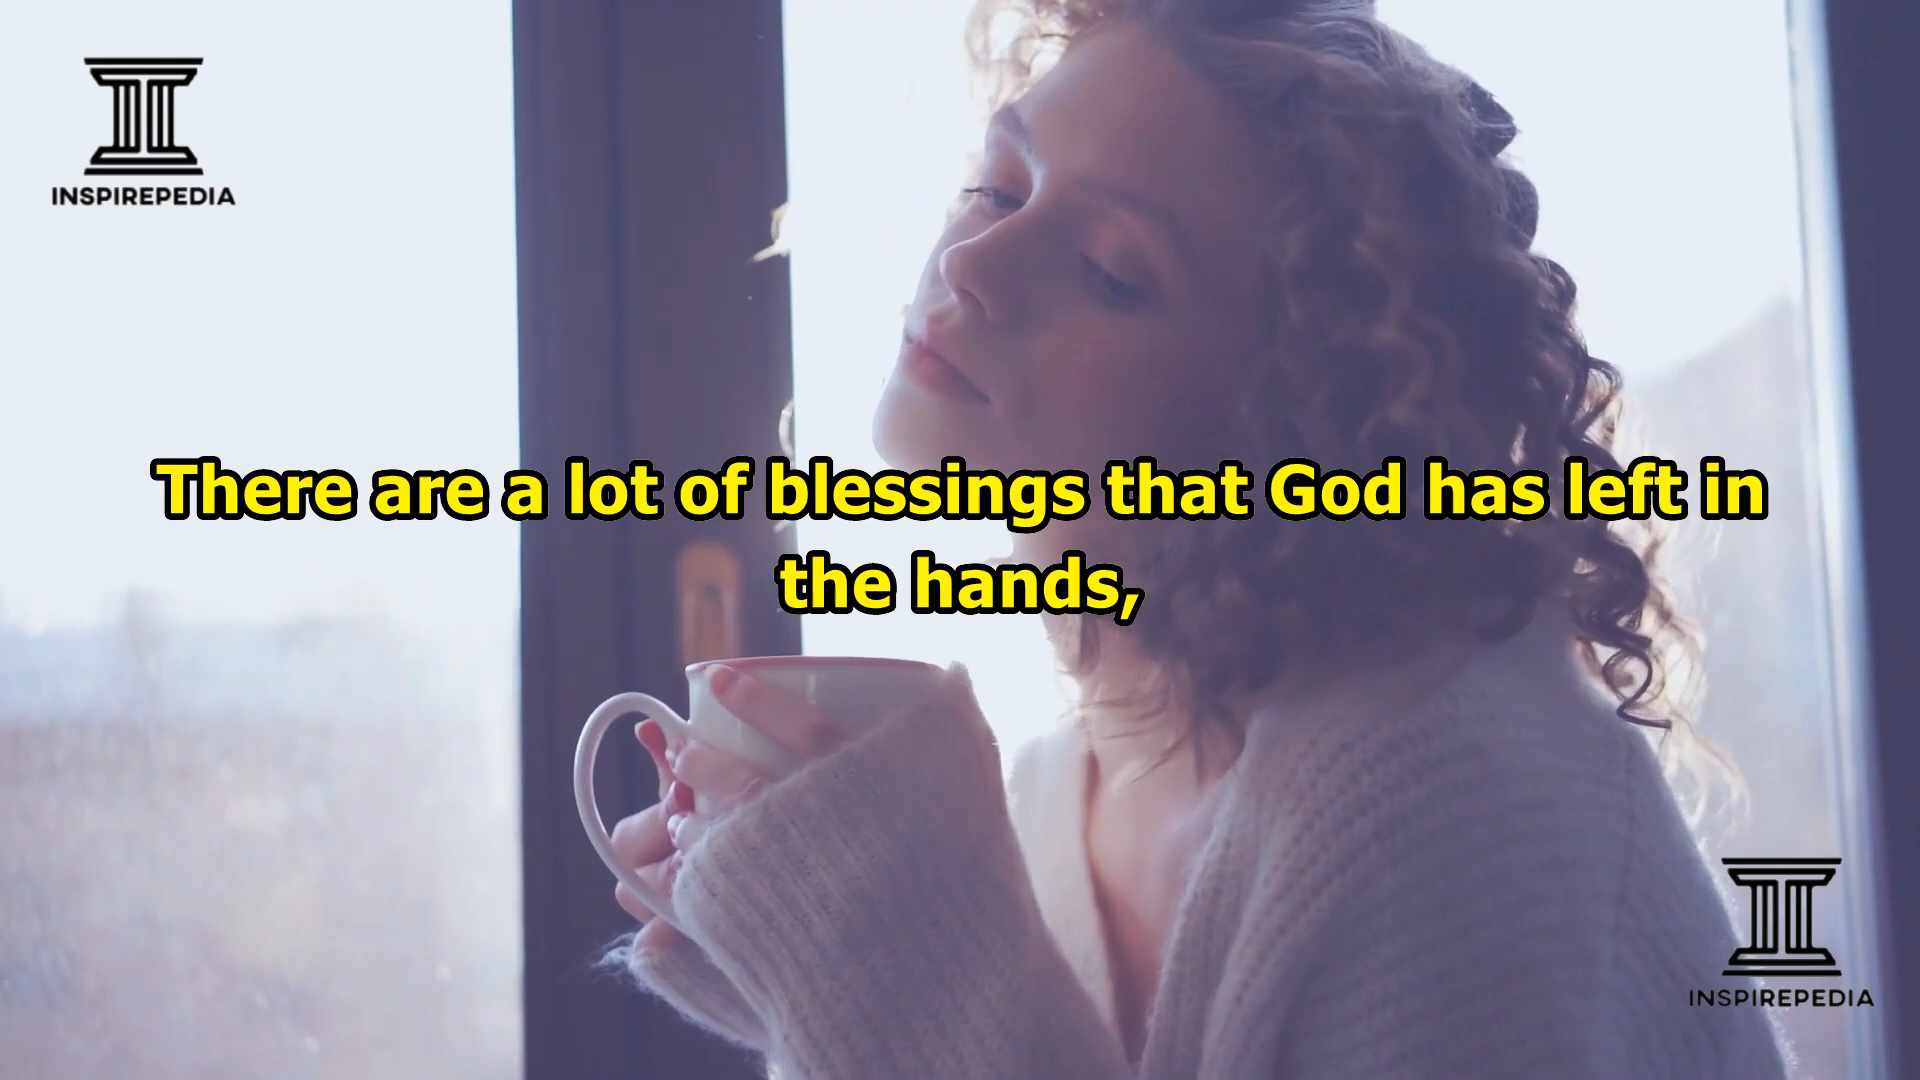 INSPIREPEDIA
There are a lot of blessings that God has left in
the hands,
INSPIREPEDIA